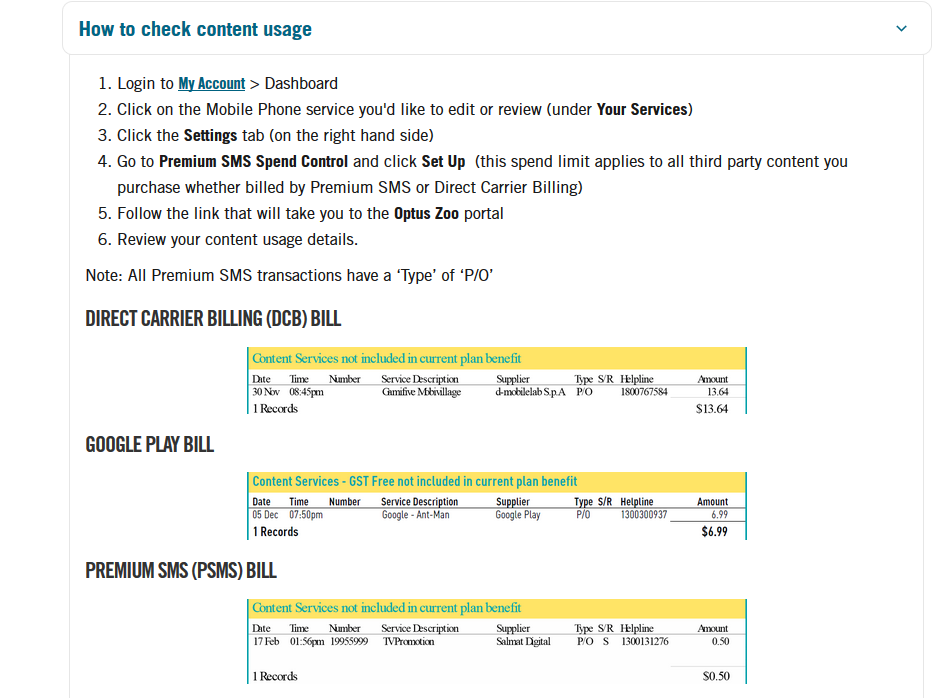 How to check content usage
1. Login to My Account > Dashboard
2. Click on the Mobile Phone service you'd like to edit or review (under Your Services)
3. Click the Settings tab (on the right hand side)
4. Go to Premium SMS Spend Control and click Set Up (this spend limit applies to all third party content you
purchase whether billed by Premium SMS or Direct Carrier Billing)
5. Follow the link that will take you to the Optus Zoo portal
6. Review your content usage details.
Note: All Premium SMS transactions have a ‘Type’ of ‘P/O’
DIRECT CARRIER BILLING (DCB) BILL
Content Services not included in current plan benefit
Date Time Number Service Description Supplier Type S/R Helpline Amount
30 Nov 08:45pm Gamifive Mobivillage d-mobilelab S.p.A P/O 1800767584 13.64
1 Records $13.64
GOOGLE PLAY BILL
Content Services - GST Free not included in current plan benefit
Date Time Number Service Description Supplier Type S/R Helpline Amount
05 Dec 07:50pm Google - Ant-Man Google Play P/O 1300300937 6.99
1 Records $6.99
PREMIUM SMS (PSMS) BILL
Content Services not included in current plan benefit
Date Time Number Service Description Supplier Type S/R Helpline Amount
17 Feb 01:56pm 19955999 TVPromotion Salmat Digital P/O S 1300131276 0.50
1 Records $0.50